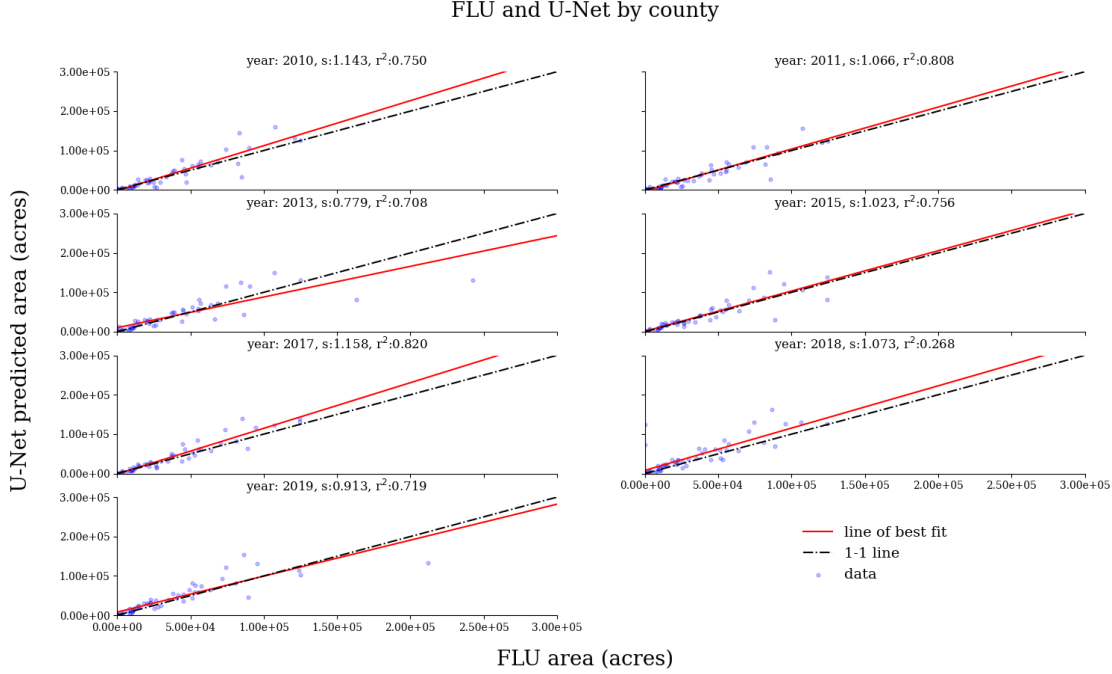 FLU and U-Net by county
year: 2010, s:1.143, r²:0.750
3.00e+05
2.00e+05
1.00e+05
0.00e+00
year: 2011, s:1.066, r²:0.808
year: 2013, s:0.779, r²:0.708
3.00e+05
2.00e+05
1.00e+05
0.00e+00
year: 2015, s:1.023, r²:0.756
year: 2017, s:1.158, r²:0.820
3.00e+05
2.00e+05
1.00e+05
0.00e+00
year: 2018, s:1.073, r²:0.268
0.00e+00 5.00e+04 1.00e+05 1.50e+05 2.00e+05 2.50e+05 3.00e+05
year: 2019, s:0.913, r²:0.719
3.00e+05
2.00e+05
1.00e+05
0.00e+00
0.00e+00 5.00e+04 1.00e+05 1.50e+05 2.00e+05 2.50e+05 3.00e+05
line of best fit
1-1 line
data
U-Net predicted area (acres)
FLU area (acres)